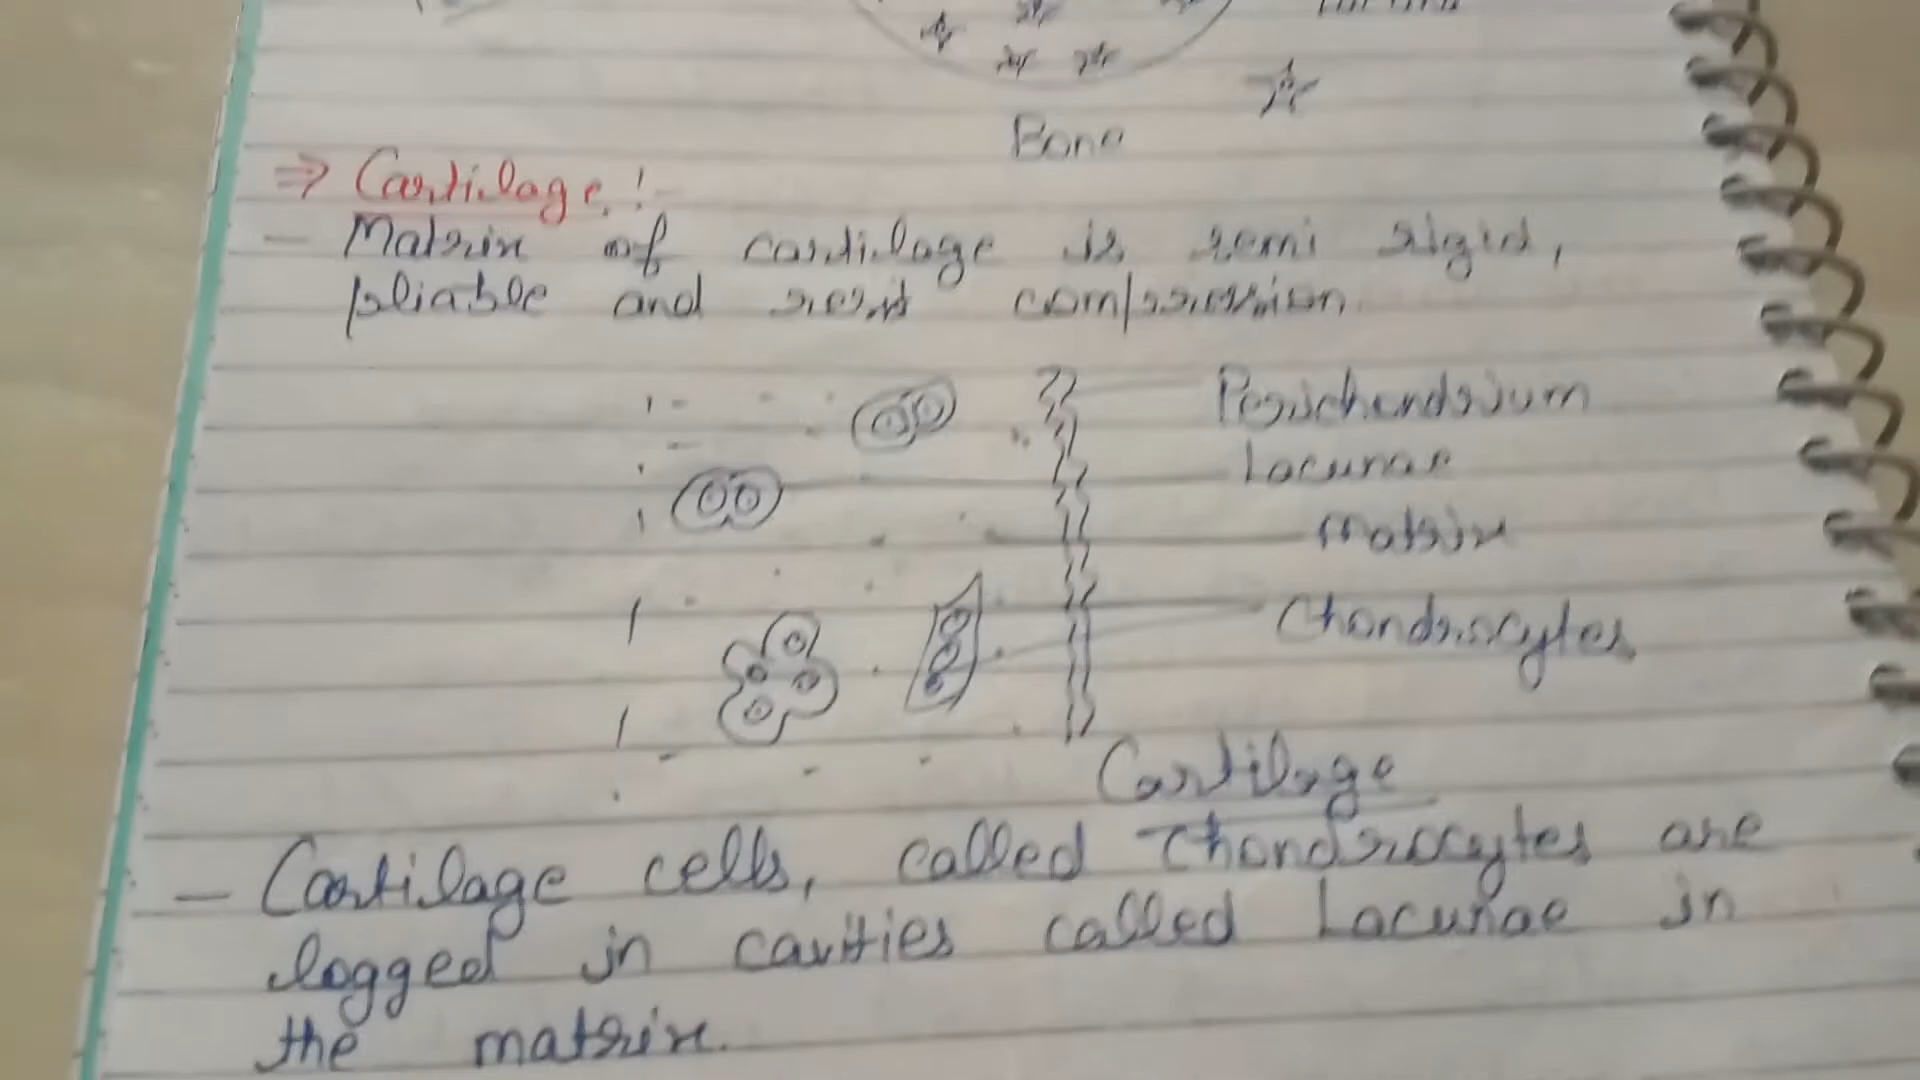 Bone
⇒ Cartilage :-
- Matrix of cartilage is semi rigid,
pliable and resist compression.
Perichondrium
Lacunae
Matrix
Chondrocytes
Cartilage
- Cartilage cells, called Chondrocytes are
logged in cavities called Lacunae in
the matrix.